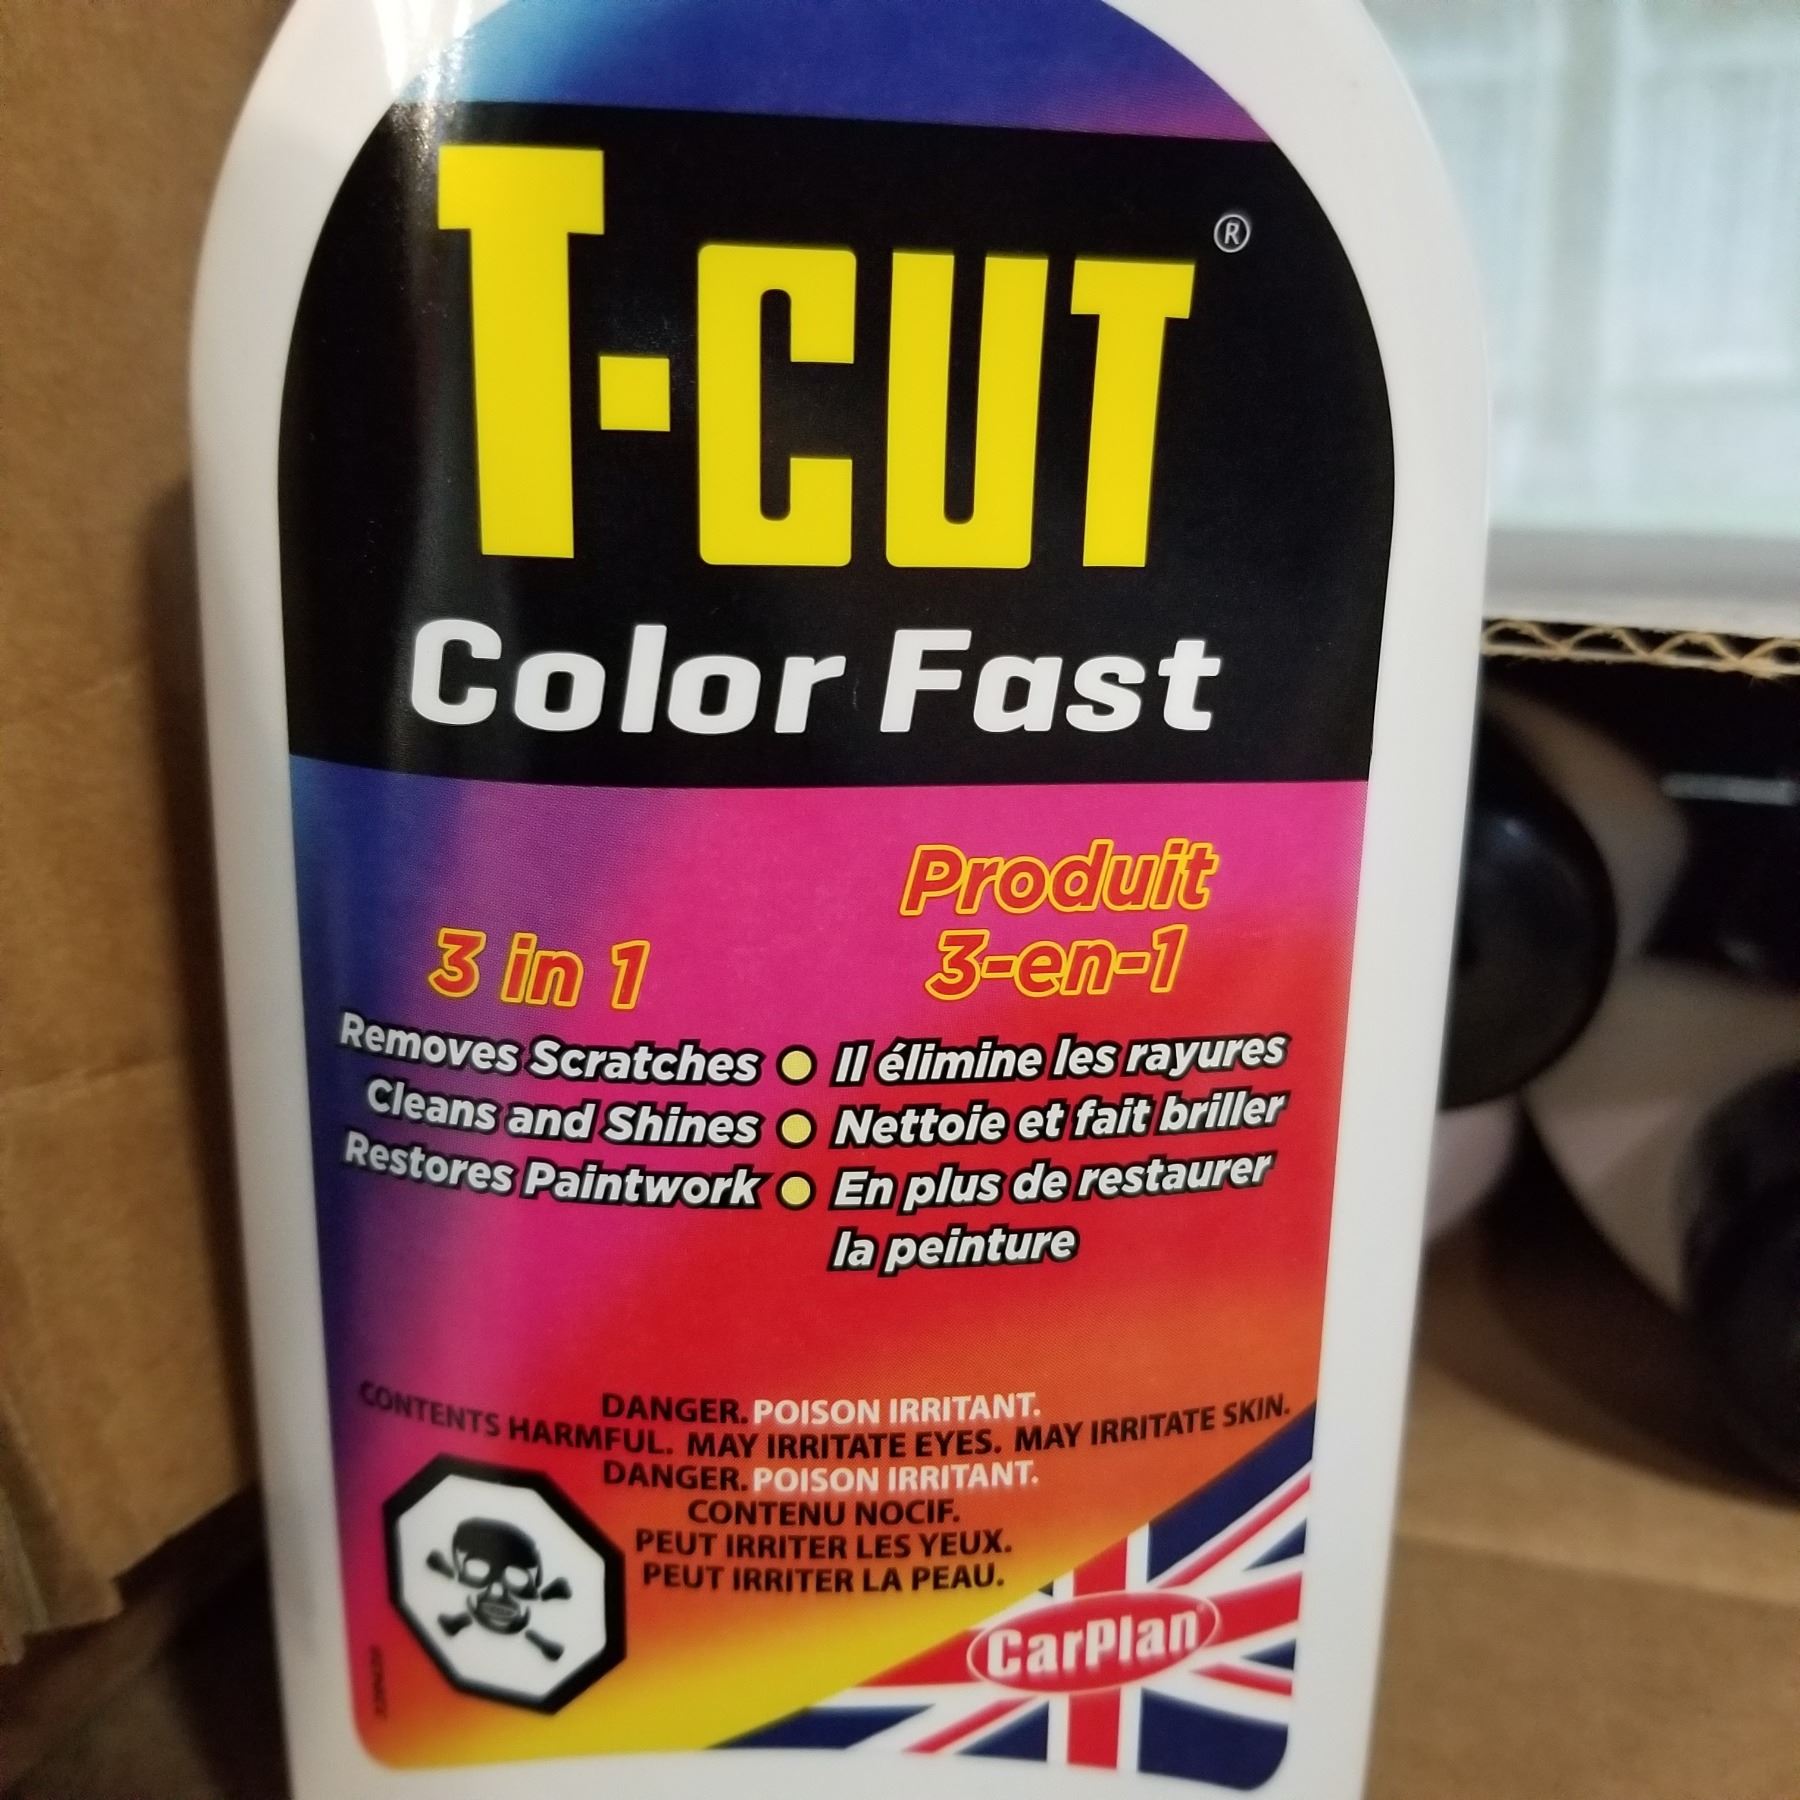 T-CUT®
Color Fast
3 in 1
Removes Scratches
Cleans and Shines
Restores Paintwork
Produit
3-en-1
Il élimine les rayures
Nettoie et fait briller
En plus de restaurer
la peinture
DANGER. POISON IRRITANT.
CONTENTS HARMFUL. MAY IRRITATE EYES. MAY IRRITATE SKIN.
DANGER. POISON IRRITANT.
CONTENU NOCIF.
PEUT IRRITER LES YEUX.
PEUT IRRITER LA PEAU.
CarPlan